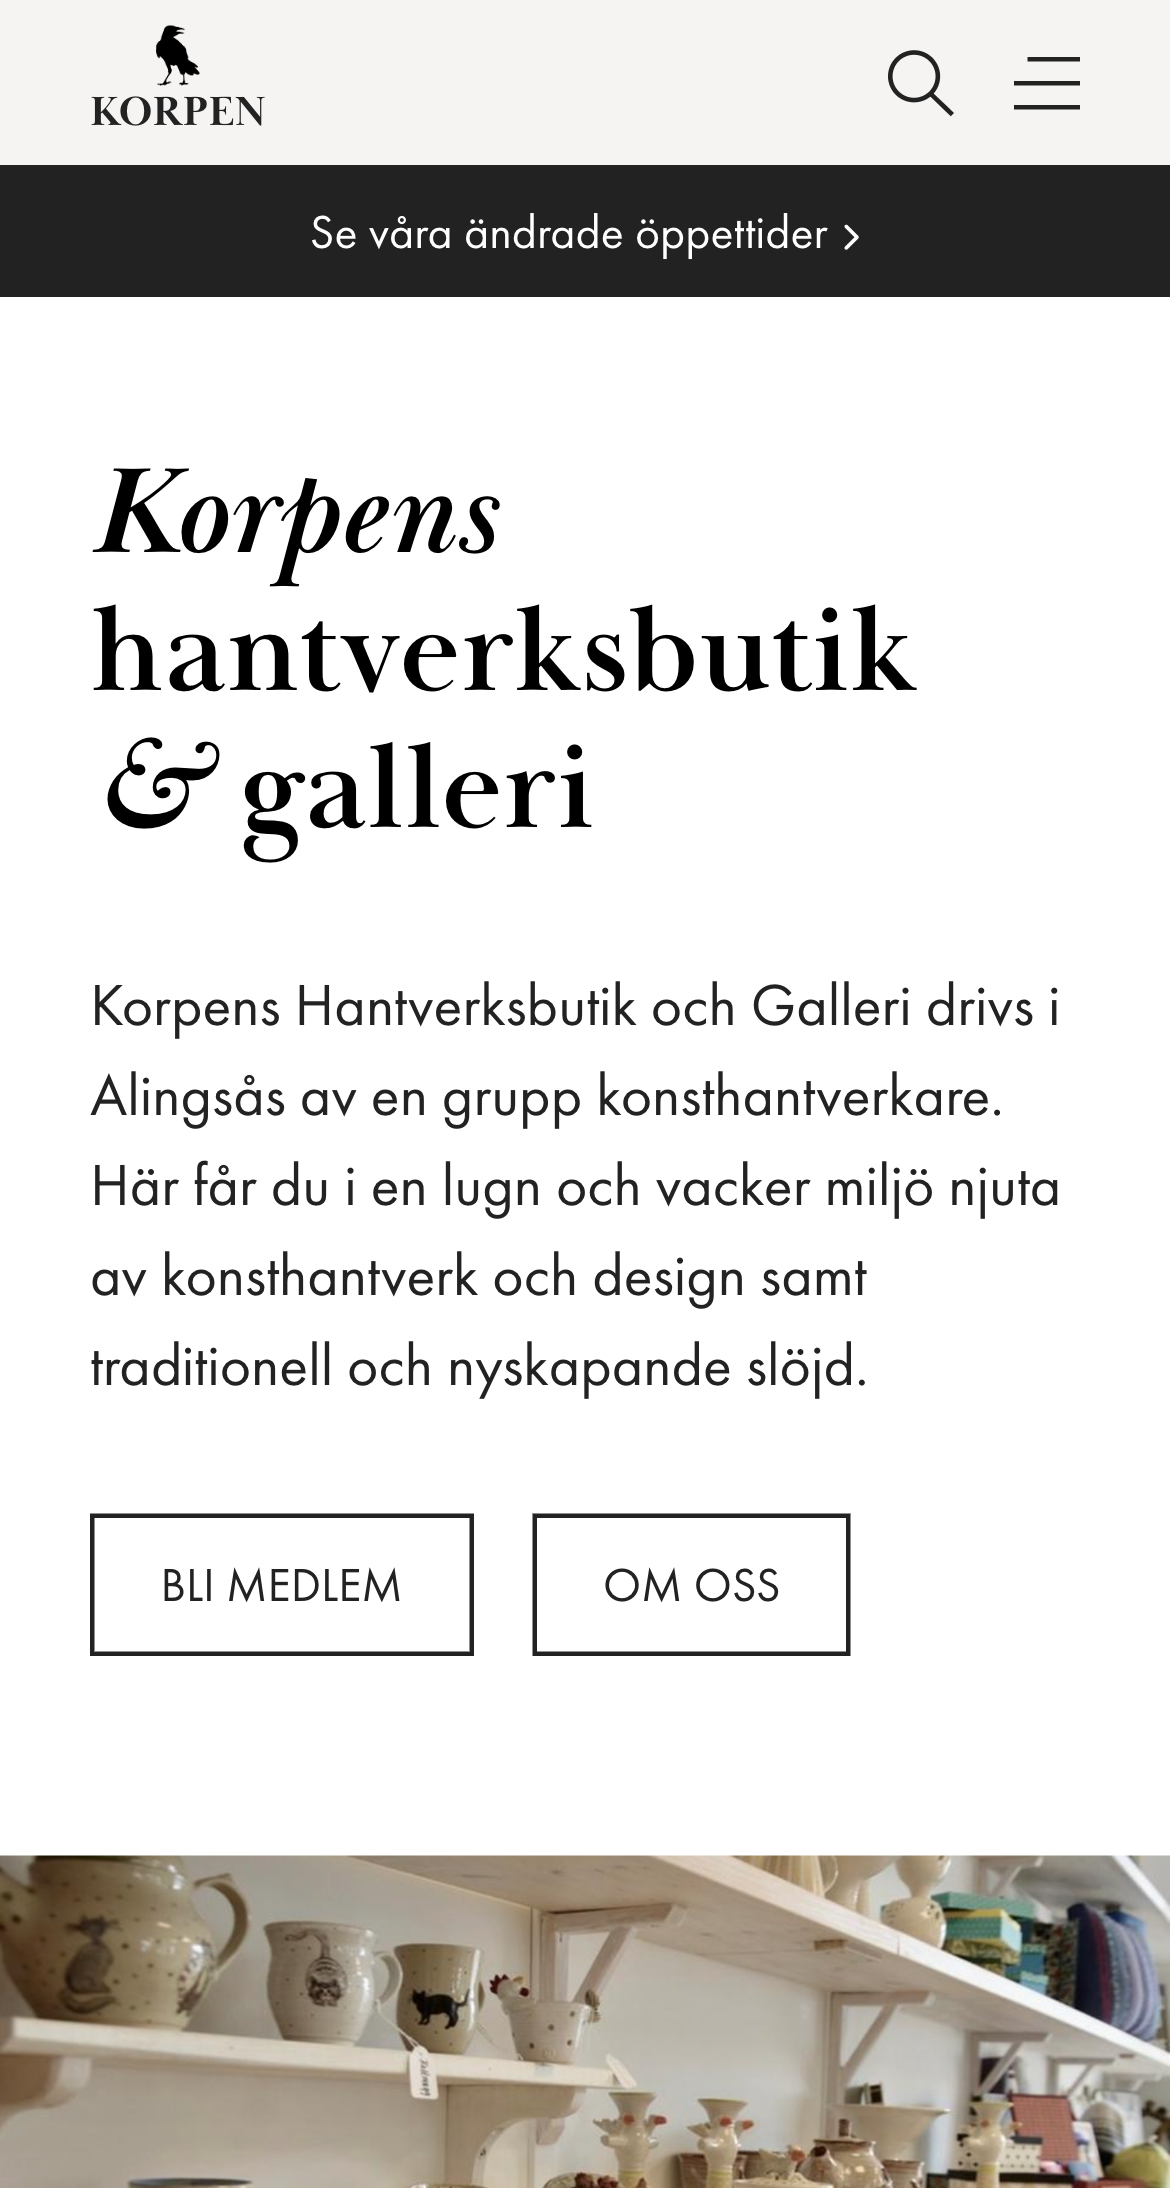 KORPEN
Se våra ändrade öppettider
Korpens
hantverksbutik
& galleri
Korpens Hantverksbutik och Galleri drivs i
Alingsås av en grupp konsthantverkare.
Här får du i en lugn och vacker miljö njuta
av konsthantverk och design samt
traditionell och nyskapande slöjd.
BLI MEDLEM
OM OSS